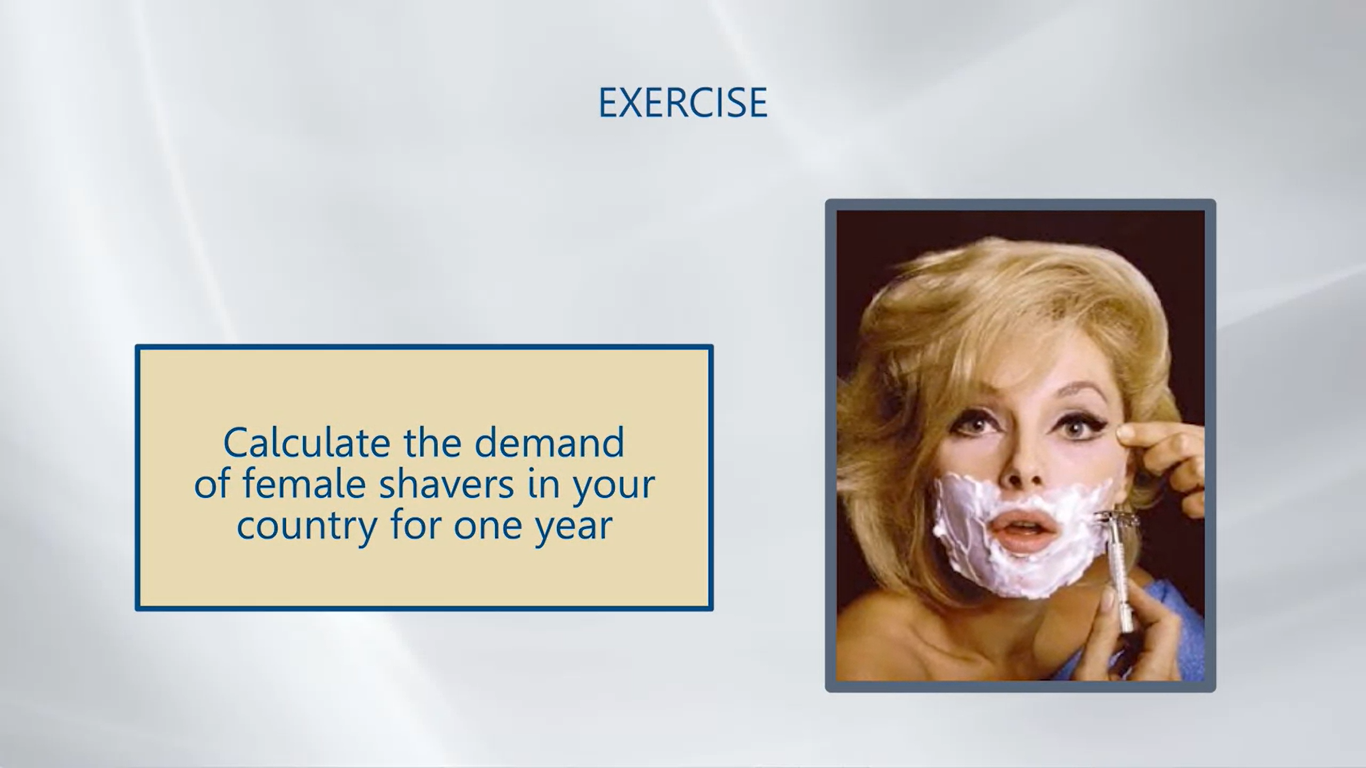 EXERCISE
Calculate the demand
of female shavers in your
country for one year